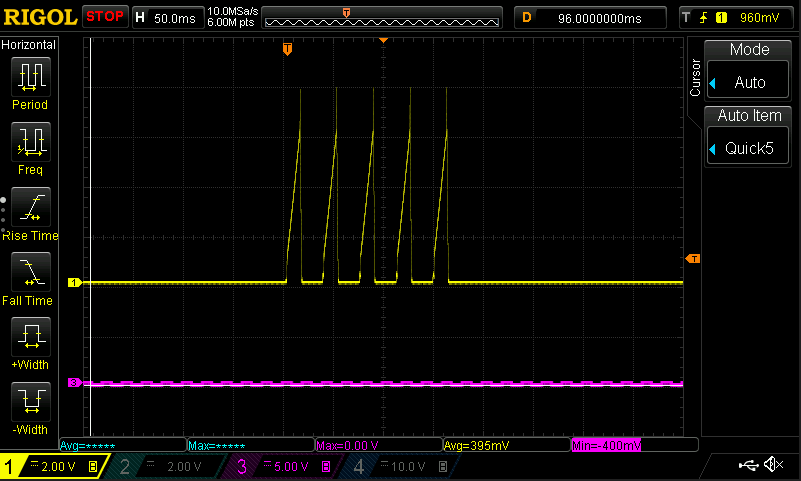 RIGOL STOP H 50.0ms 10.0MSa/s 6.00M pts T D 96.0000000ms T 1 960mV
Horizontal
Period
Freq
Rise Time
Fall Time
+Width
-Width
T
1
3
T
Cursor
Mode
Auto
Auto Item
Quick5
Avg=***** Max=***** Max=0.00 V Avg=395mV Min=-400mV
1 2.00 V B 2 2.00 V 3 5.00 V B 4 10.0 V B